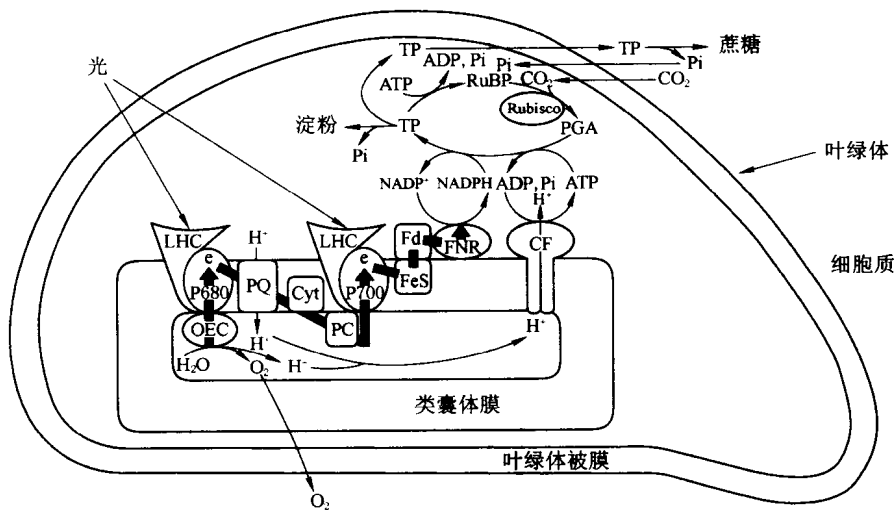 TP
TP
蔗糖
光
ADP, Pi
Pi
Pi
ATP
RuBP
CO₂
CO₂
Rubisco
淀粉
TP
PGA
Pi
叶绿体
NADP⁺
NADPH
ADP, Pi
ATP
H⁺
LHC
H⁺
LHC
Fd
FNR
CF
细胞质
e
e
P680
PQ
Cyt
P700
FeS
OEC
H⁺
PC
H⁺
H₂O
O₂
H⁻
类囊体膜
叶绿体被膜
O₂